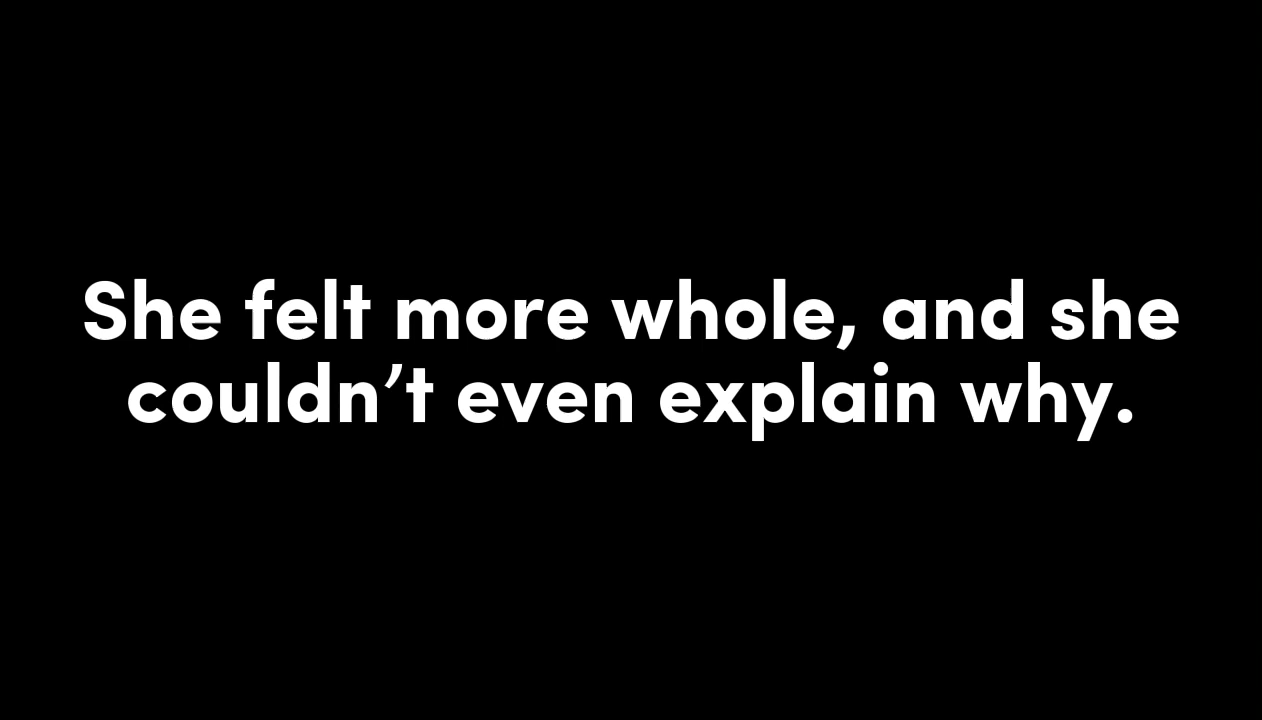 She felt more whole, and she
couldn’t even explain why.